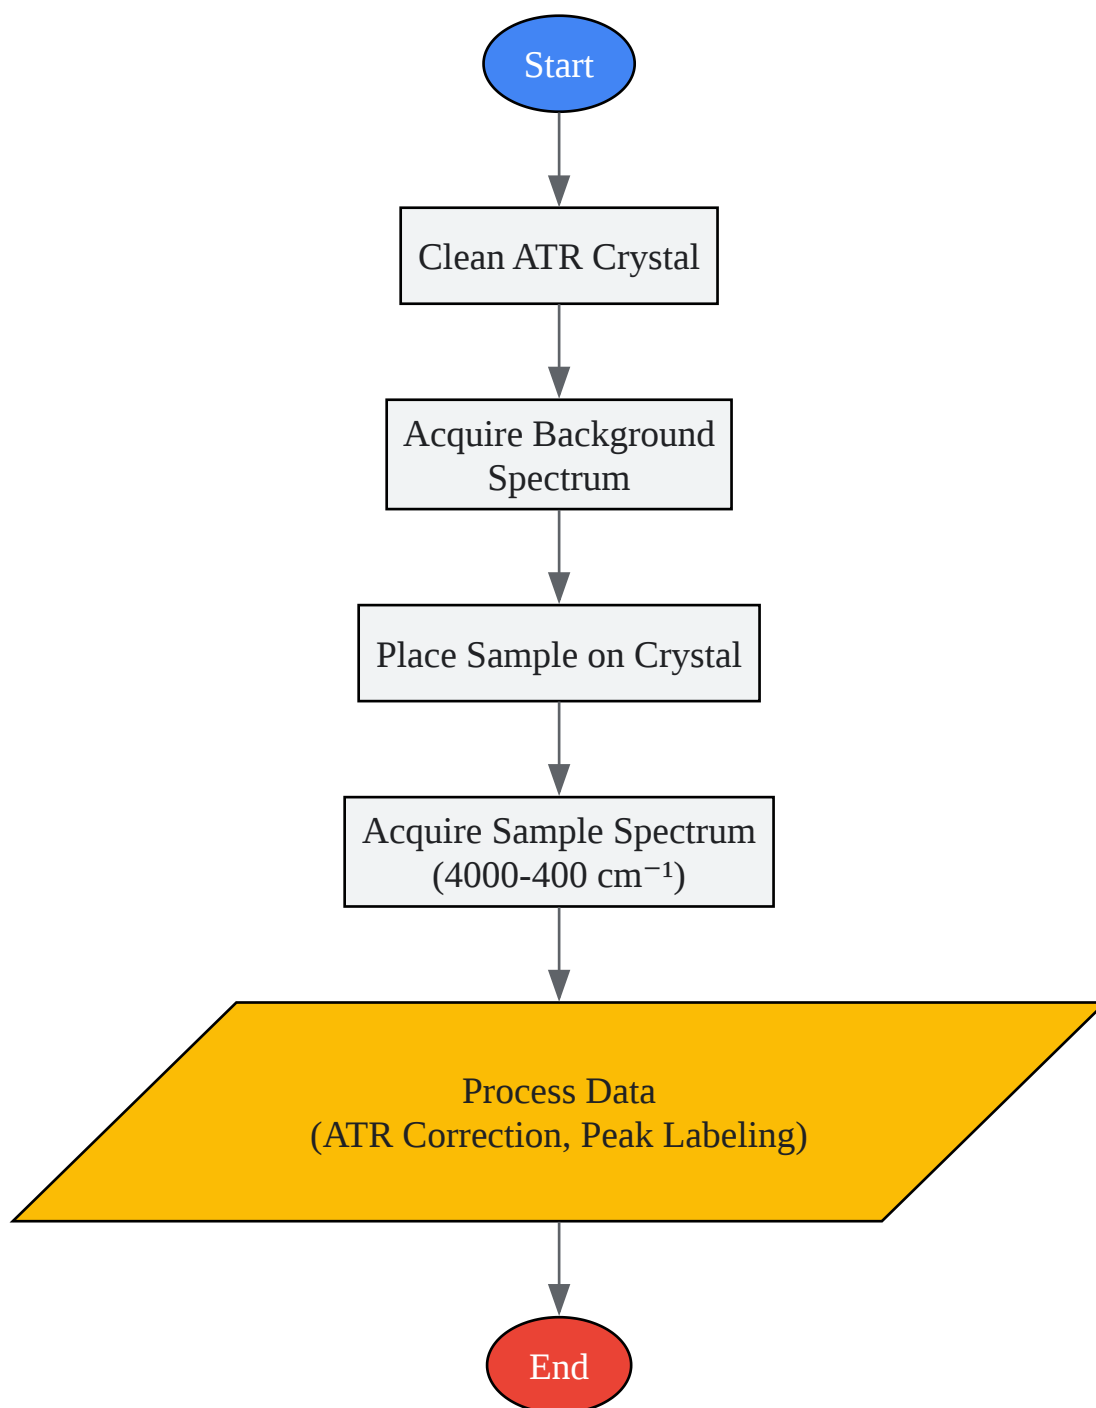 Start
Clean ATR Crystal
Acquire Background
Spectrum
Place Sample on Crystal
Acquire Sample Spectrum
(4000-400 cm⁻¹)
Process Data
(ATR Correction, Peak Labeling)
End